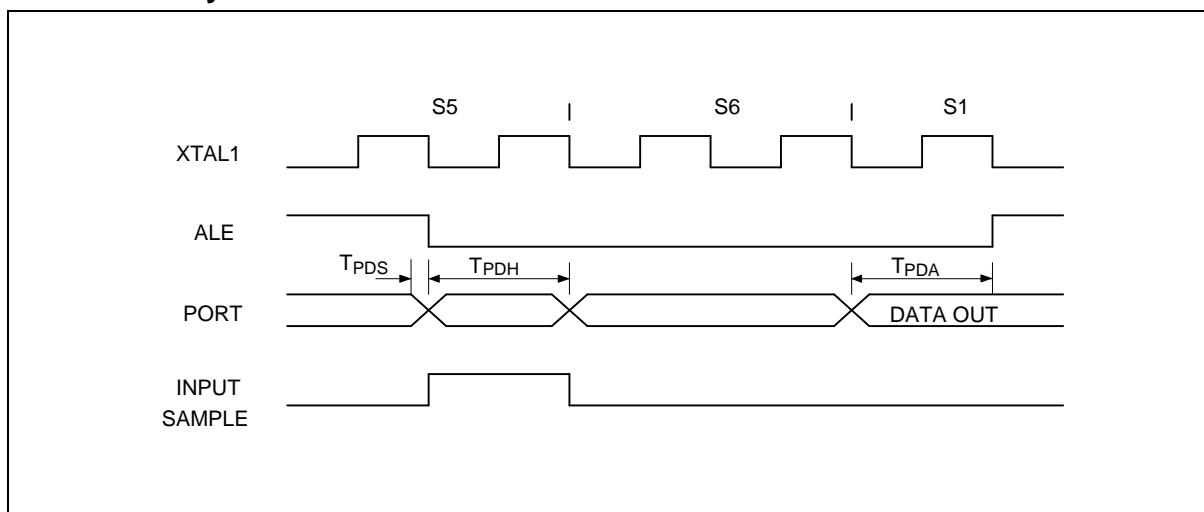 S5 S6 S1
XTAL1
ALE
TPDS TPDH TPDA
PORT DATA OUT
INPUT
SAMPLE